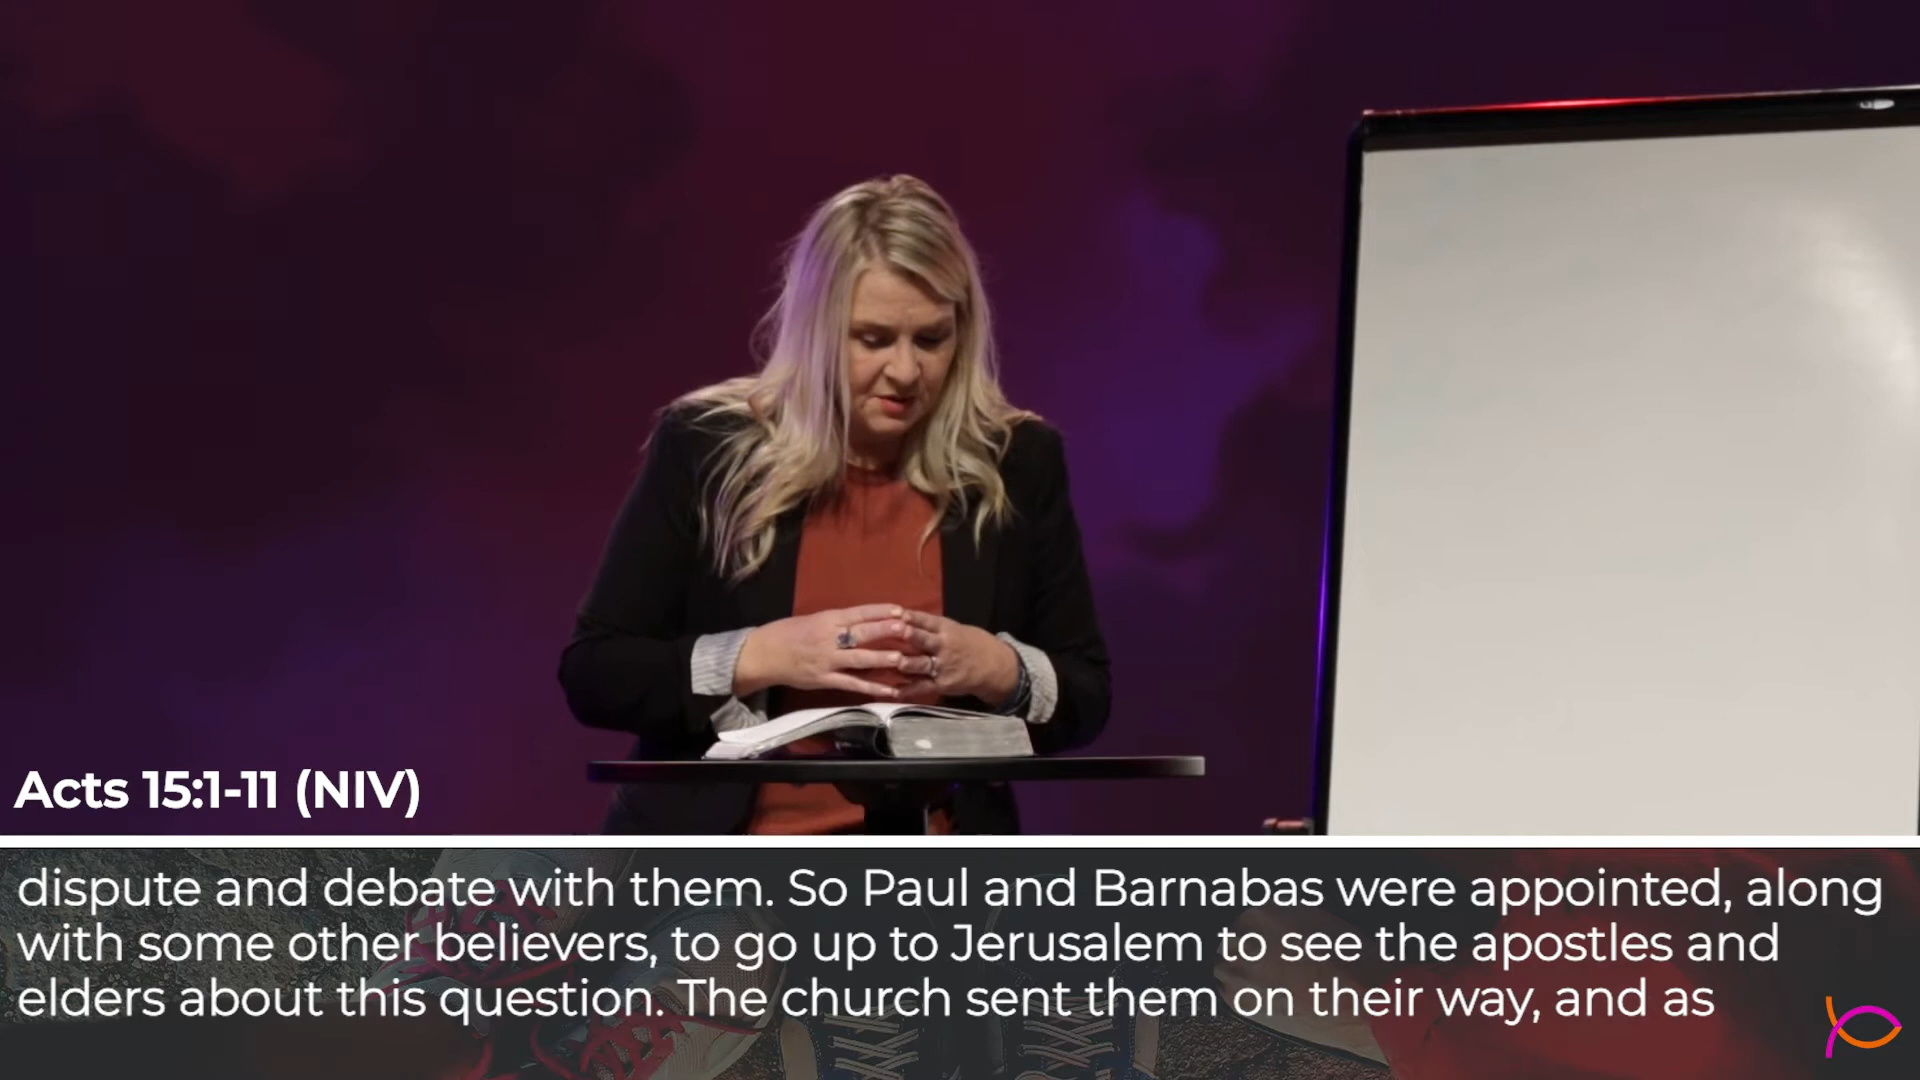 Acts 15:1-11 (NIV)
dispute and debate with them. So Paul and Barnabas were appointed, along
with some other believers, to go up to Jerusalem to see the apostles and
elders about this question. The church sent them on their way, and as